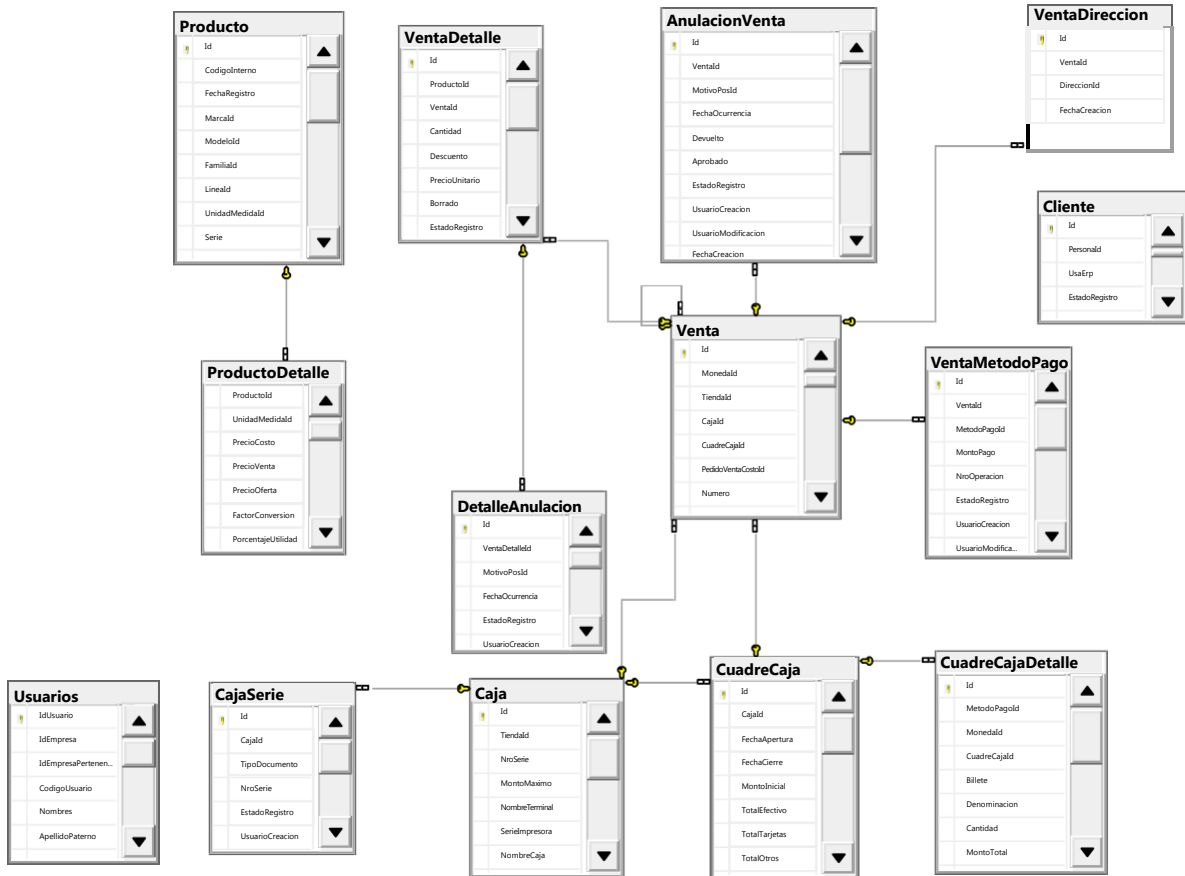 Producto
Id
CodigoInterno
FechaRegistro
MarcaId
ModeloId
FamiliaId
LineaId
UnidadMedidaId
Serie
VentaDetalle
Id
ProductoId
VentaId
Cantidad
Descuento
PrecioUnitario
Borrado
EstadoRegistro
AnulacionVenta
Id
VentaId
MotivoPosId
FechaOcurrencia
Devuelto
Aprobado
EstadoRegistro
UsuarioCreacion
UsuarioModificacion
FechaCreacion
VentaDireccion
Id
VentaId
DireccionId
FechaCreacion
Cliente
Id
PersonaId
UsaErp
EstadoRegistro
ProductoDetalle
ProductoId
UnidadMedidaId
PrecioCosto
PrecioVenta
PrecioOferta
FactorConversion
PorcentajeUtilidad
Venta
Id
MonedaId
TiendaId
CajaId
CuadreCajaId
PedidoVentaCostoId
Numero
VentaMetodoPago
Id
VentaId
MetodoPagoId
MontoPago
NroOperacion
EstadoRegistro
UsuarioCreacion
UsuarioModifica...
DetalleAnulacion
Id
VentaDetalleId
MotivoPosId
FechaOcurrencia
EstadoRegistro
UsuarioCreacion
Usuarios
IdUsuario
IdEmpresa
IdEmpresaPertenen...
CodigoUsuario
Nombres
ApellidoPaterno
CajaSerie
Id
CajaId
TipoDocumento
NroSerie
EstadoRegistro
UsuarioCreacion
Caja
Id
TiendaId
NroSerie
MontoMaximo
NombreTerminal
SerieImpresora
NombreCaja
CuadreCaja
Id
CajaId
FechaApertura
FechaCierre
MontoInicial
TotalEfectivo
TotalTarjetas
TotalOtros
CuadreCajaDetalle
Id
MetodoPagoId
MonedaId
CuadreCajaId
Billete
Denominacion
Cantidad
MontoTotal